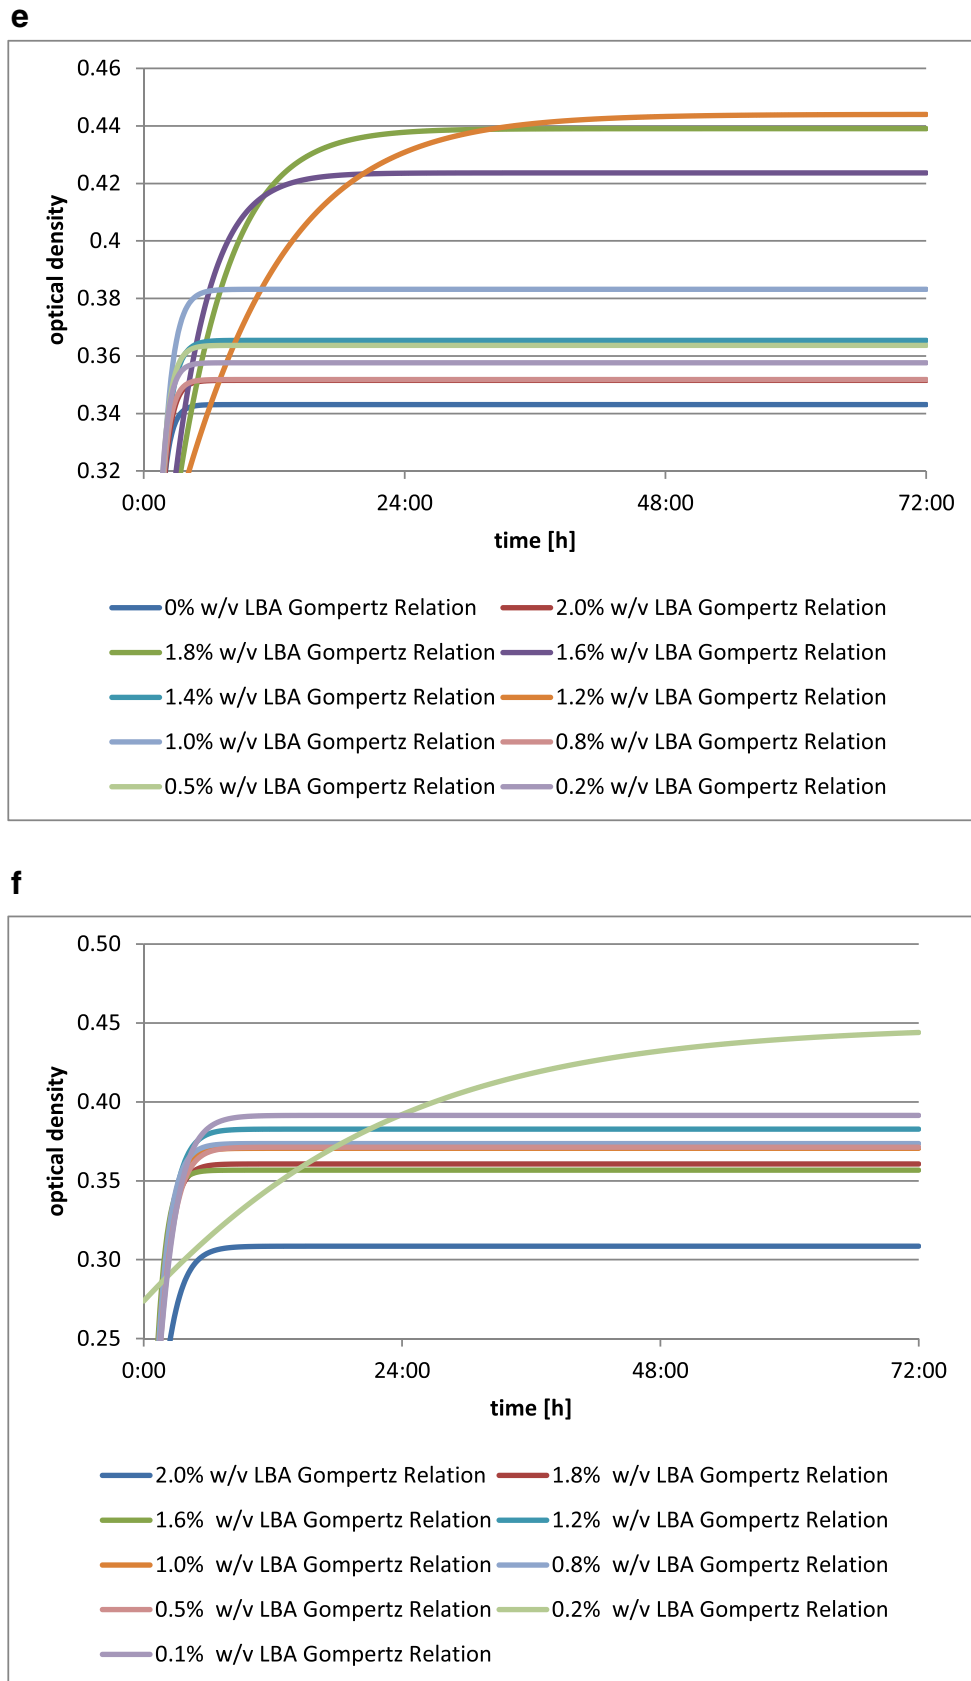 e
0.46
0.44
0.42
0.4
0.38
0.36
0.34
0.32
optical density
0:00 24:00 48:00 72:00
time [h]
0% w/v LBA Gompertz Relation 2.0% w/v LBA Gompertz Relation
1.8% w/v LBA Gompertz Relation 1.6% w/v LBA Gompertz Relation
1.4% w/v LBA Gompertz Relation 1.2% w/v LBA Gompertz Relation
1.0% w/v LBA Gompertz Relation 0.8% w/v LBA Gompertz Relation
0.5% w/v LBA Gompertz Relation 0.2% w/v LBA Gompertz Relation
f
0.50
0.45
0.40
0.35
0.30
0.25
optical density
0:00 24:00 48:00 72:00
time [h]
2.0% w/v LBA Gompertz Relation 1.8% w/v LBA Gompertz Relation
1.6% w/v LBA Gompertz Relation 1.2% w/v LBA Gompertz Relation
1.0% w/v LBA Gompertz Relation 0.8% w/v LBA Gompertz Relation
0.5% w/v LBA Gompertz Relation 0.2% w/v LBA Gompertz Relation
0.1% w/v LBA Gompertz Relation